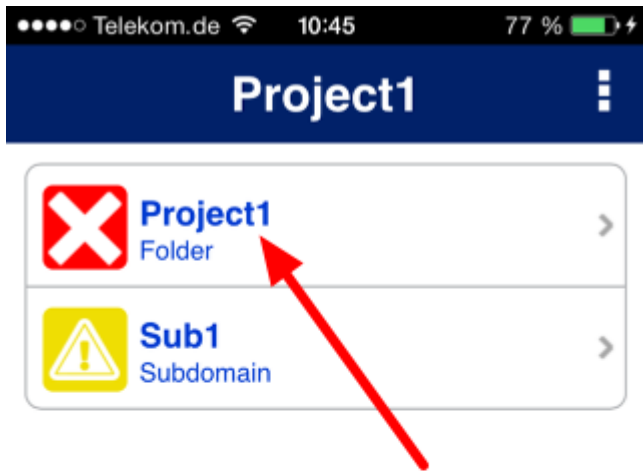 Telekom.de 10:45 77 %
Project1
Project1
Folder
Sub1
Subdomain